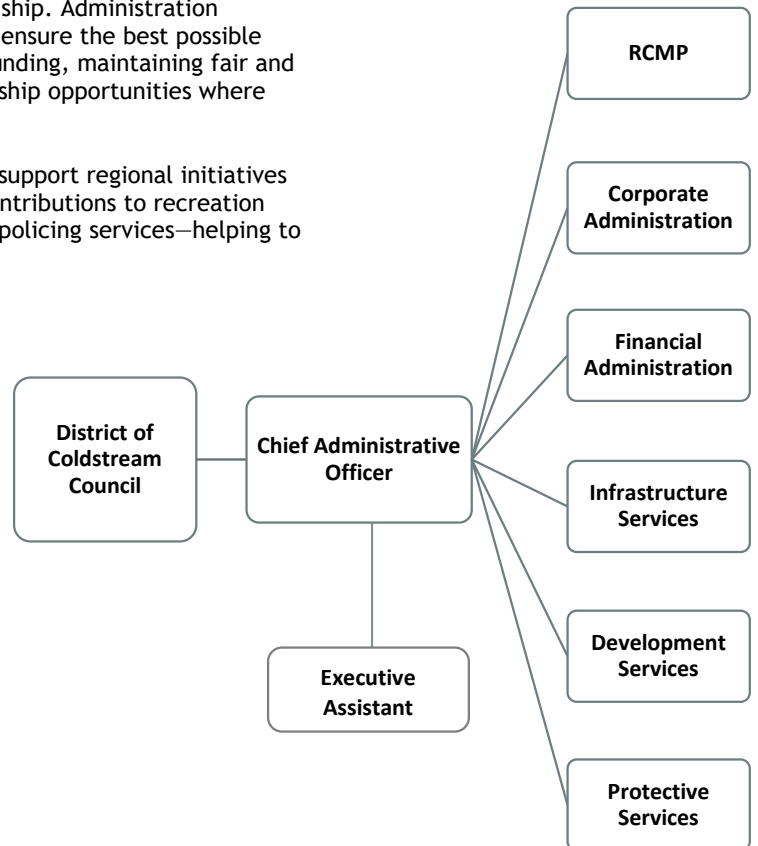 ship. Administration
ensure the best possible
nding, maintaining fair and
ship opportunities where
support regional initiatives
ntributions to recreation
policing services—helping to
RCMP
Corporate
Administration
Financial
Administration
District of
Coldstream
Council
Chief Administrative
Officer
Infrastructure
Services
Development
Services
Executive
Assistant
Protective
Services